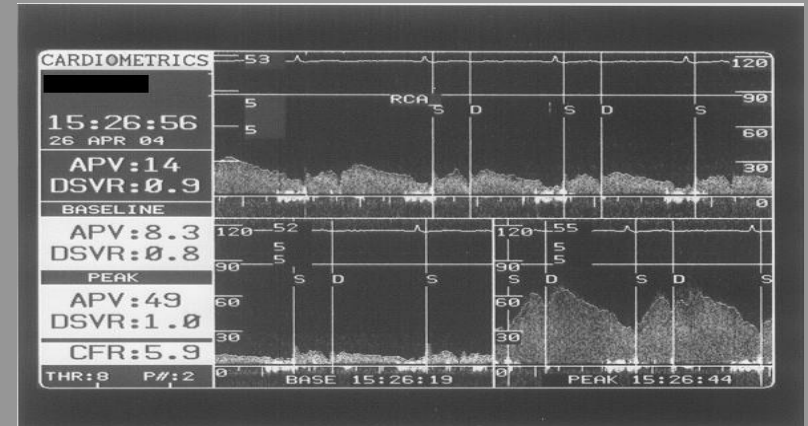 CARDIOMETRICS
15:26:56
26 APR 04
APV:14
DSVR:0.9
BASELINE
APV:8.3
DSVR:0.8
PEAK
APV:49
DSVR:1.0
CFR:5.9
THR:8 P#:2
53
120
RCA
90
5
S D S D S
5
60
30
0
120 52
5
5
90
S D S
60
30
0
BASE 15:26:19
120 55
5
5
90
S D S D S
60
30
0
PEAK 15:26:44